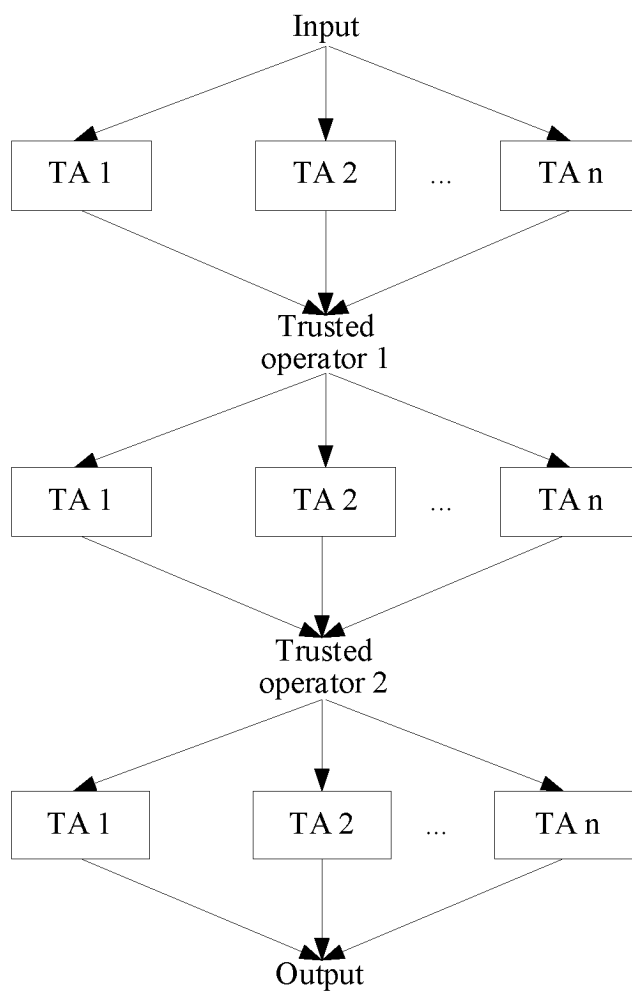 Input
TA 1 TA 2 ... TA n
Trusted
operator 1
TA 1 TA 2 ... TA n
Trusted
operator 2
TA 1 TA 2 ... TA n
Output